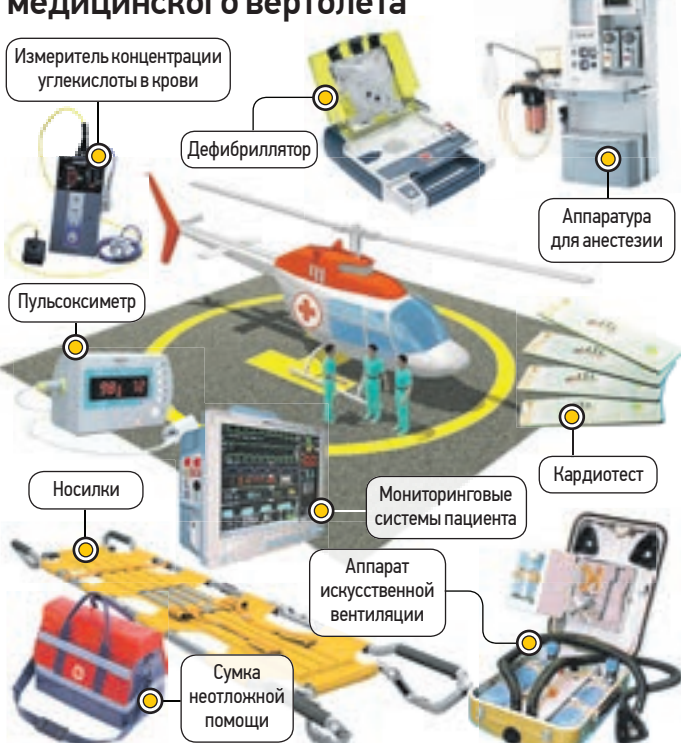 медицинского вертолета
Измеритель концентрации
углекислоты в крови
Дефибриллятор
Аппаратура
для анестезии
Пульсоксиметр
Кардиотест
Носилки
Мониторинговые
системы пациента
Аппарат
искусственной
вентиляции
Сумка
неотложной
помощи